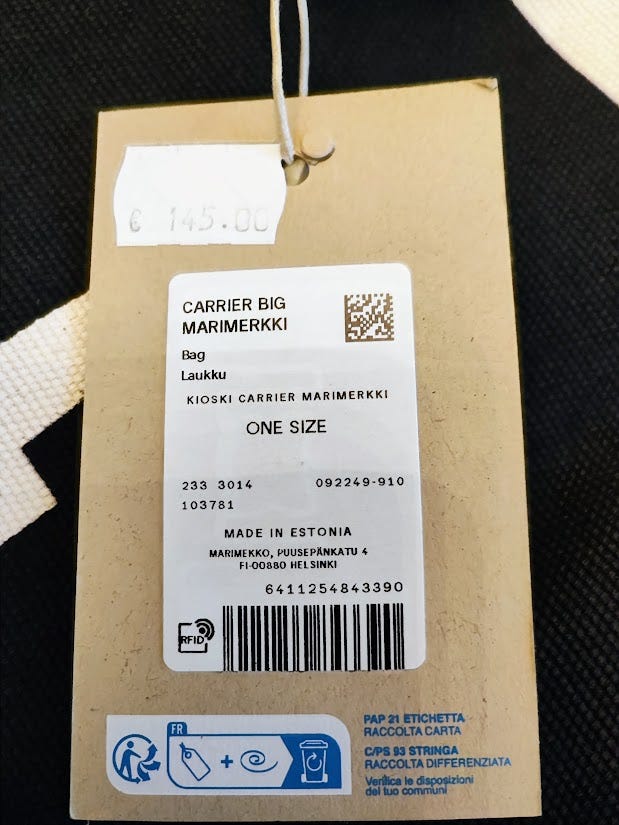 € 145.00
CARRIER BIG
MARIMERKKI
Bag
Laukku
KIOSKI CARRIER MARIMERKKI
ONE SIZE
233 3014 092249-910
103781
MADE IN ESTONIA
MARIMEKKO, PUUSEPÄNKATU 4
FI-00880 HELSINKI
6411254843390
RFID
FR
PAP 21 ETICHETTA
RACCOLTA CARTA
C/PS 93 STRINGA
RACCOLTA DIFFERENZIATA
Verifica le disposizioni
del tuo communi